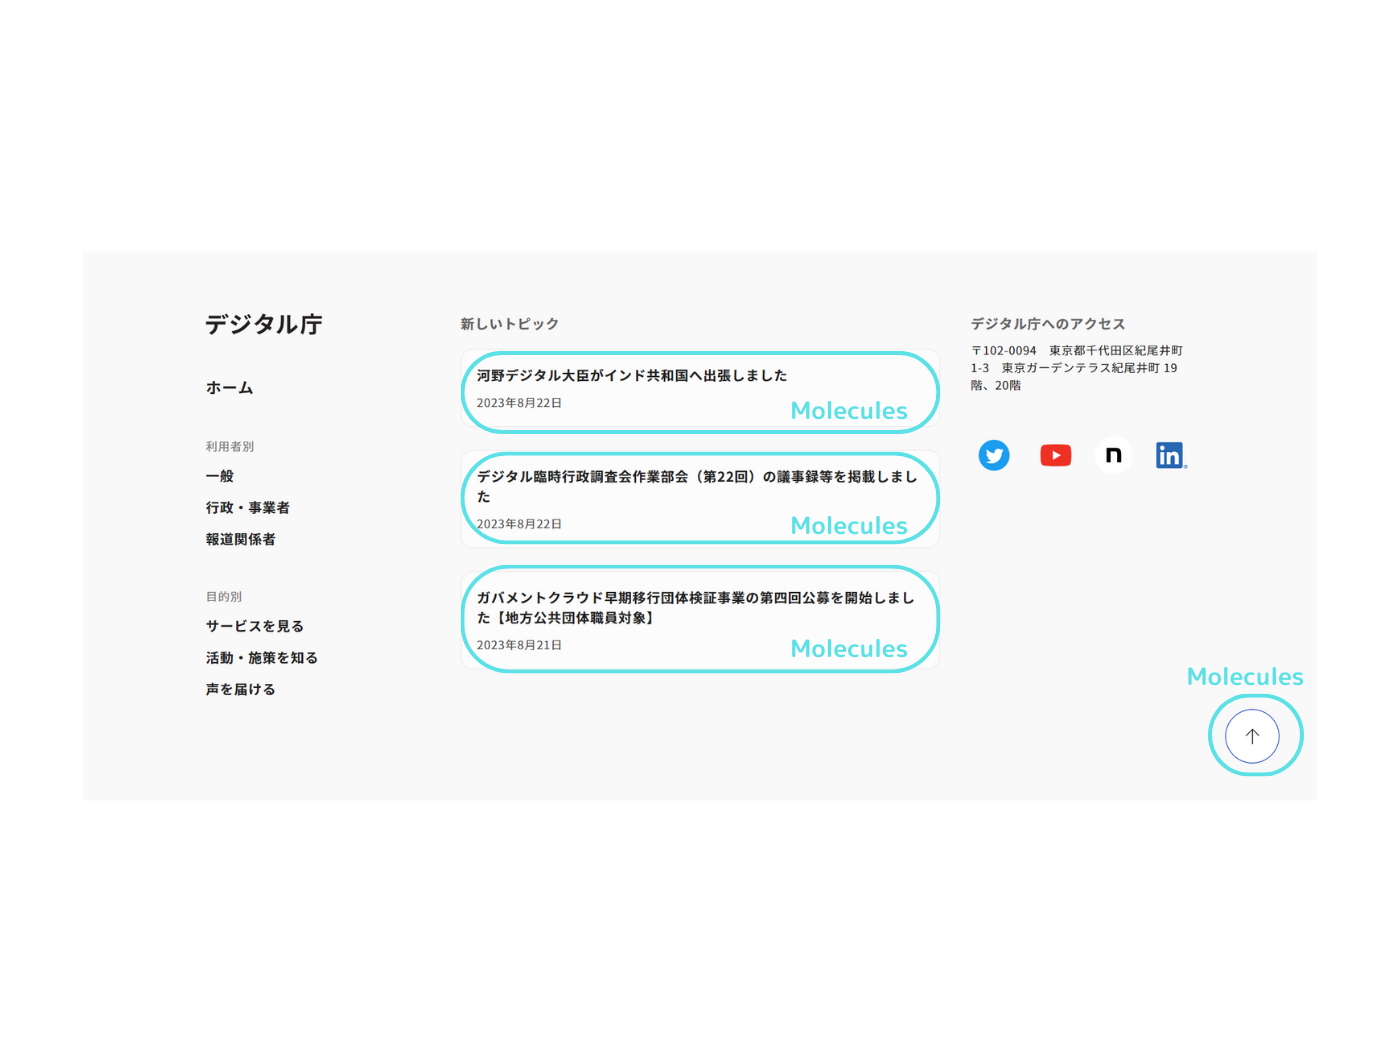 デジタル庁
ホーム
利用者別
一般
行政・事業者
報道関係者
目的別
サービスを見る
活動・施策を知る
声を届ける
新しいトピック
河野デジタル大臣がインド共和国へ出張しました
2023年8月22日
Molecules
デジタル臨時行政調査会作業部会（第22回）の議事録等を掲載しまし
た
2023年8月22日
Molecules
ガバメントクラウド早期移行団体検証事業の第四回公募を開始しまし
た【地方公共団体職員対象】
2023年8月21日
Molecules
デジタル庁へのアクセス
〒102-0094　東京都千代田区紀尾井町
1-3　東京ガーデンテラス紀尾井町 19
階、20階
in
Molecules